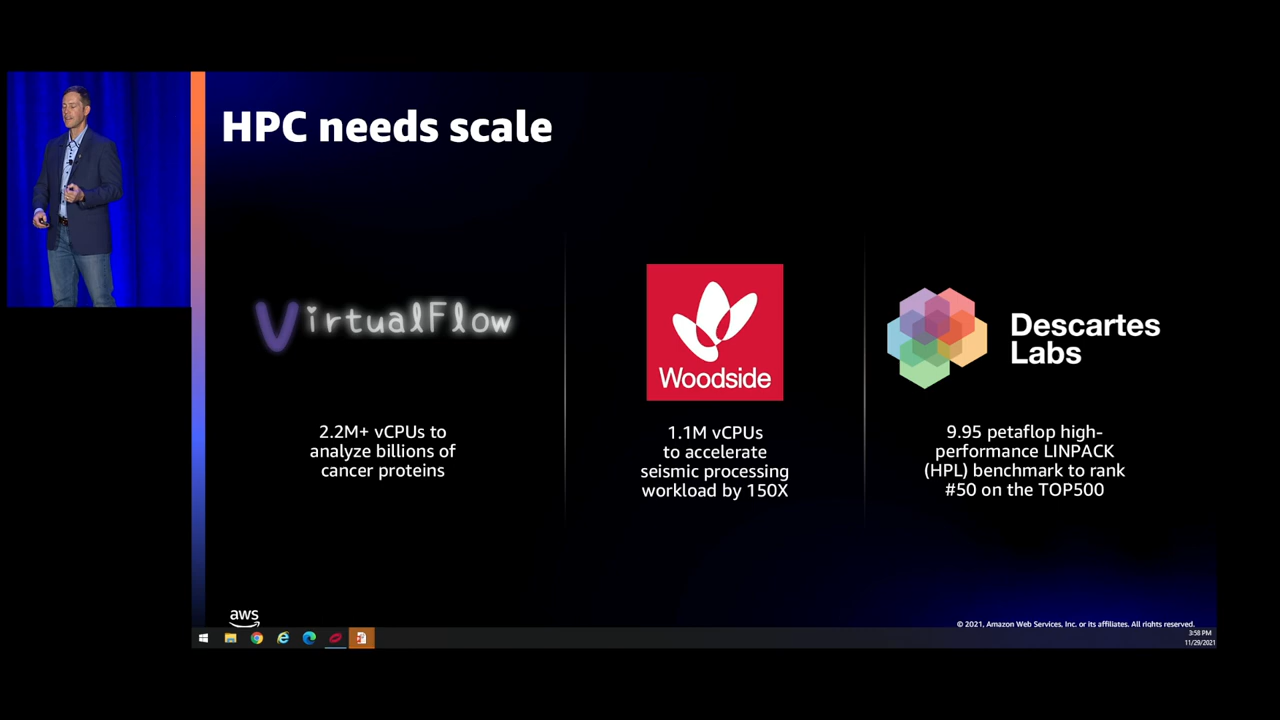 HPC needs scale
VirtualFlow
2.2M+ vCPUs to
analyze billions of
cancer proteins
Woodside
1.1M vCPUs
to accelerate
seismic processing
workload by 150X
Descartes
Labs
9.95 petaflop high-
performance LINPACK
(HPL) benchmark to rank
#50 on the TOP500
aws
© 2021, Amazon Web Services, Inc. or its affiliates. All rights reserved.
3:58 PM
11/29/2021